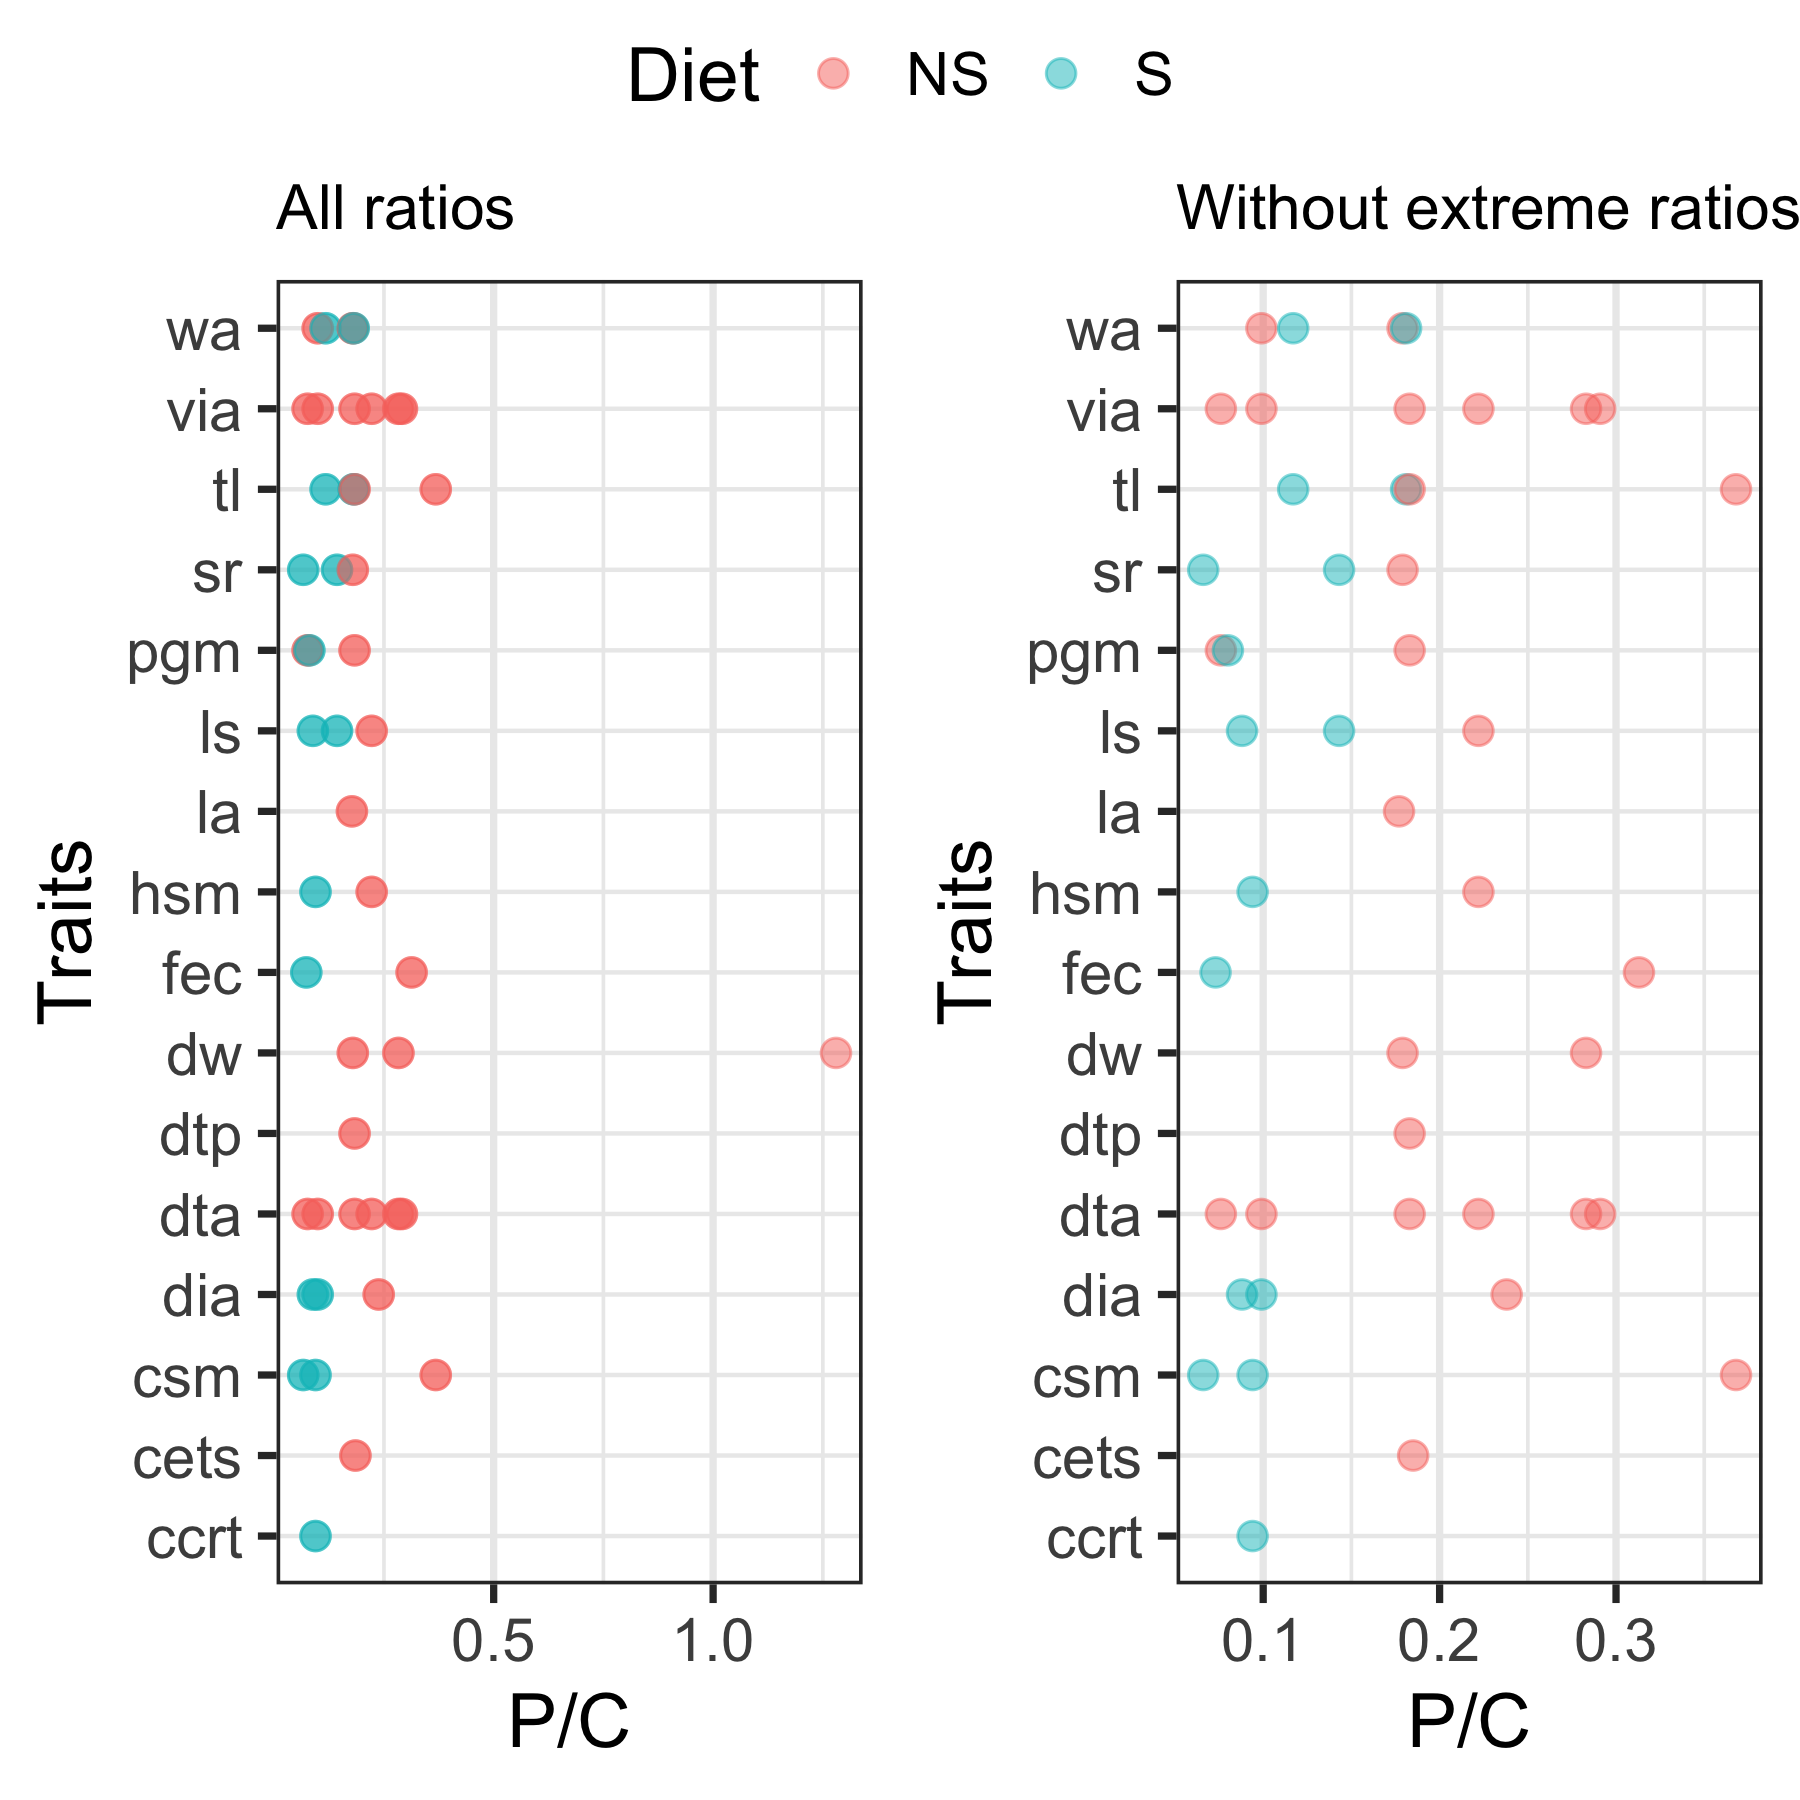 Diet NS S
All ratios
wa
via
tl
sr
pgm
ls
la
hsm
fec
dw
dtp
dta
dia
csm
cets
ccrt
Traits
0.5 1.0
P/C
Without extreme ratios
wa
via
tl
sr
pgm
ls
la
hsm
fec
dw
dtp
dta
dia
csm
cets
ccrt
Traits
0.1 0.2 0.3
P/C